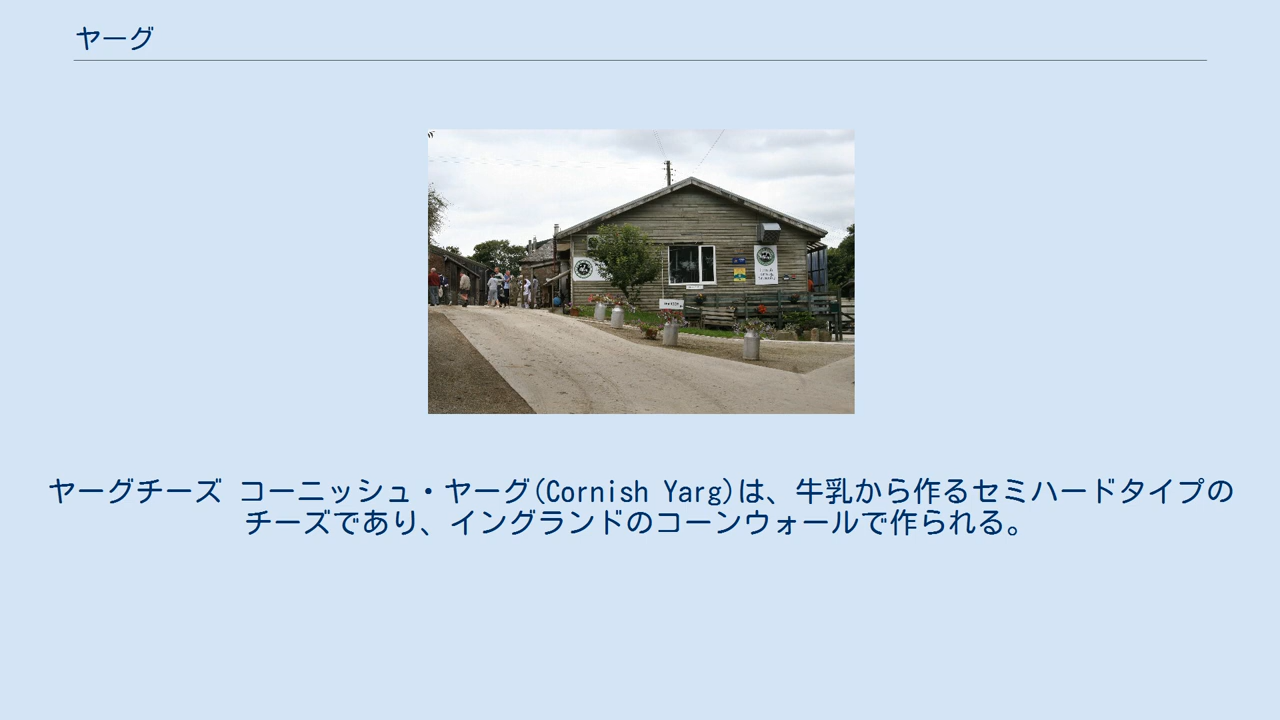 ヤーグ
ヤーグチーズ コーニッシュ・ヤーグ(Cornish Yarg)は、牛乳から作るセミハードタイプの
チーズであり、イングランドのコーンウォールで作られる。